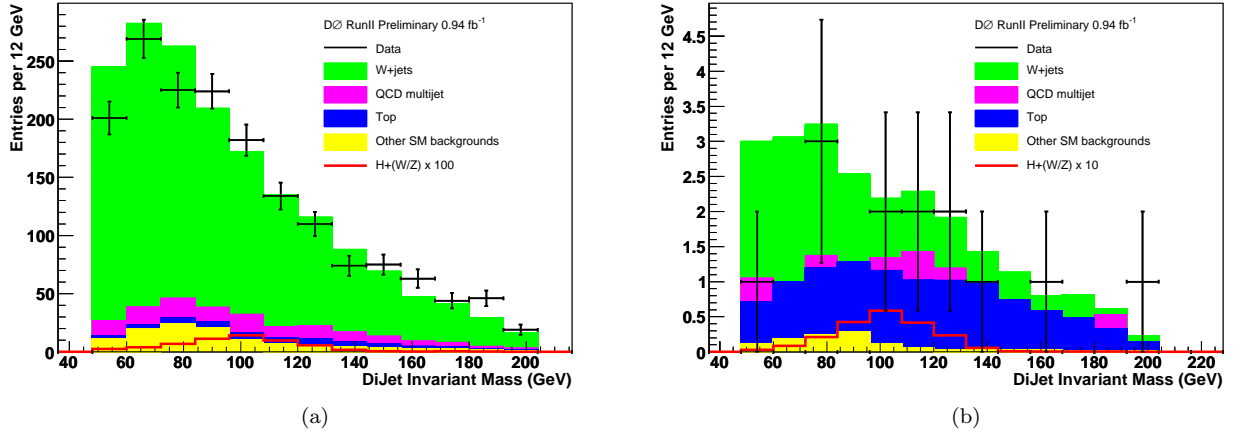 DØ RunII Preliminary 0.94 fb⁻¹
Data
W+jets
QCD multijet
Top
Other SM backgrounds
H+(W/Z) x 100
Entries per 12 GeV
250
200
150
100
50
0
40 60 80 100 120 140 160 180 200
DiJet Invariant Mass (GeV)
(a)
DØ RunII Preliminary 0.94 fb⁻¹
Data
W+jets
QCD multijet
Top
Other SM backgrounds
H+(W/Z) x 10
Entries per 12 GeV
4.5
4
3.5
3
2.5
2
1.5
1
0.5
0
40 60 80 100 120 140 160 180 200 220
DiJet Invariant Mass (GeV)
(b)